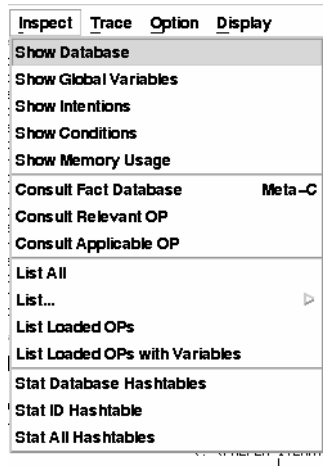 Inspect Trace Option Display
Show Database
Show Global Variables
Show Intentions
Show Conditions
Show Memory Usage
Consult Fact Database Meta-C
Consult Relevant OP
Consult Applicable OP
List All
List...
List Loaded OPs
List Loaded OPs with Variables
Stat Database Hashtables
Stat ID Hashtable
Stat All Hashtables